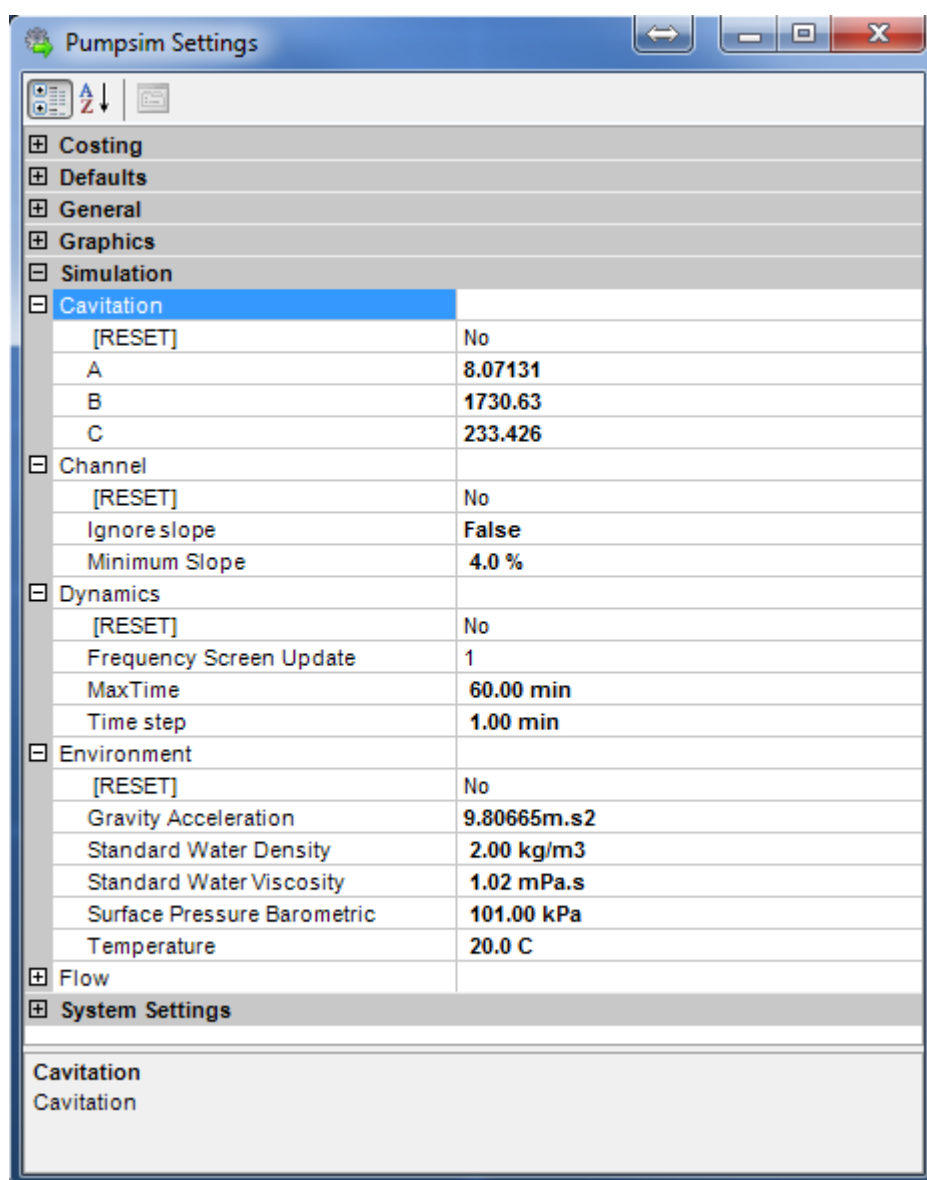 Pumpsim Settings
Costing
Defaults
General
Graphics
Simulation
Cavitation
[RESET] No
A 8.07131
B 1730.63
C 233.426
Channel
[RESET] No
Ignore slope False
Minimum Slope 4.0 %
Dynamics
[RESET] No
Frequency Screen Update 1
MaxTime 60.00 min
Time step 1.00 min
Environment
[RESET] No
Gravity Acceleration 9.80665m.s2
Standard Water Density 2.00 kg/m3
Standard Water Viscosity 1.02 mPa.s
Surface Pressure Barometric 101.00 kPa
Temperature 20.0 C
Flow
System Settings
Cavitation
Cavitation